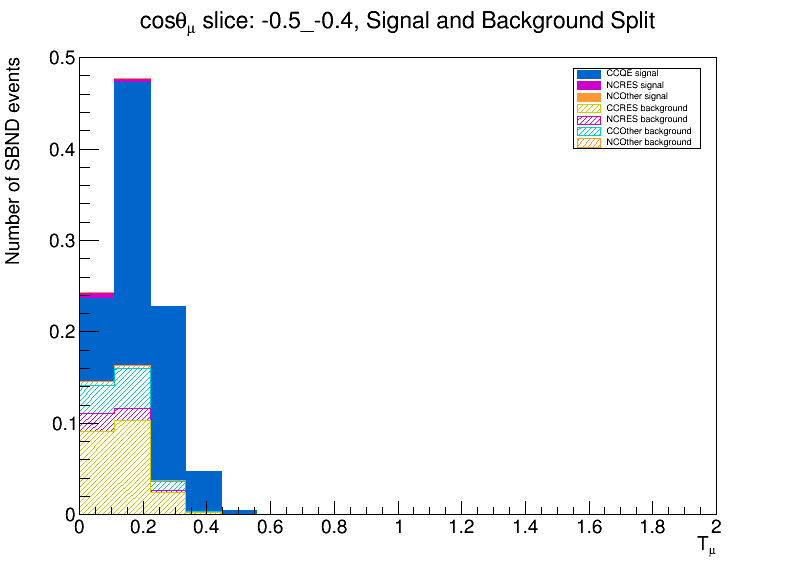 cosθμ slice: -0.5_-0.4, Signal and Background Split
Number of SBND events
0.5
0.4
0.3
0.2
0.1
0
CCQE signal
NCRES signal
NCOther signal
CCRES background
NCRES background
CCOther background
NCOther background
0 0.2 0.4 0.6 0.8 1 1.2 1.4 1.6 1.8 2
Tμ